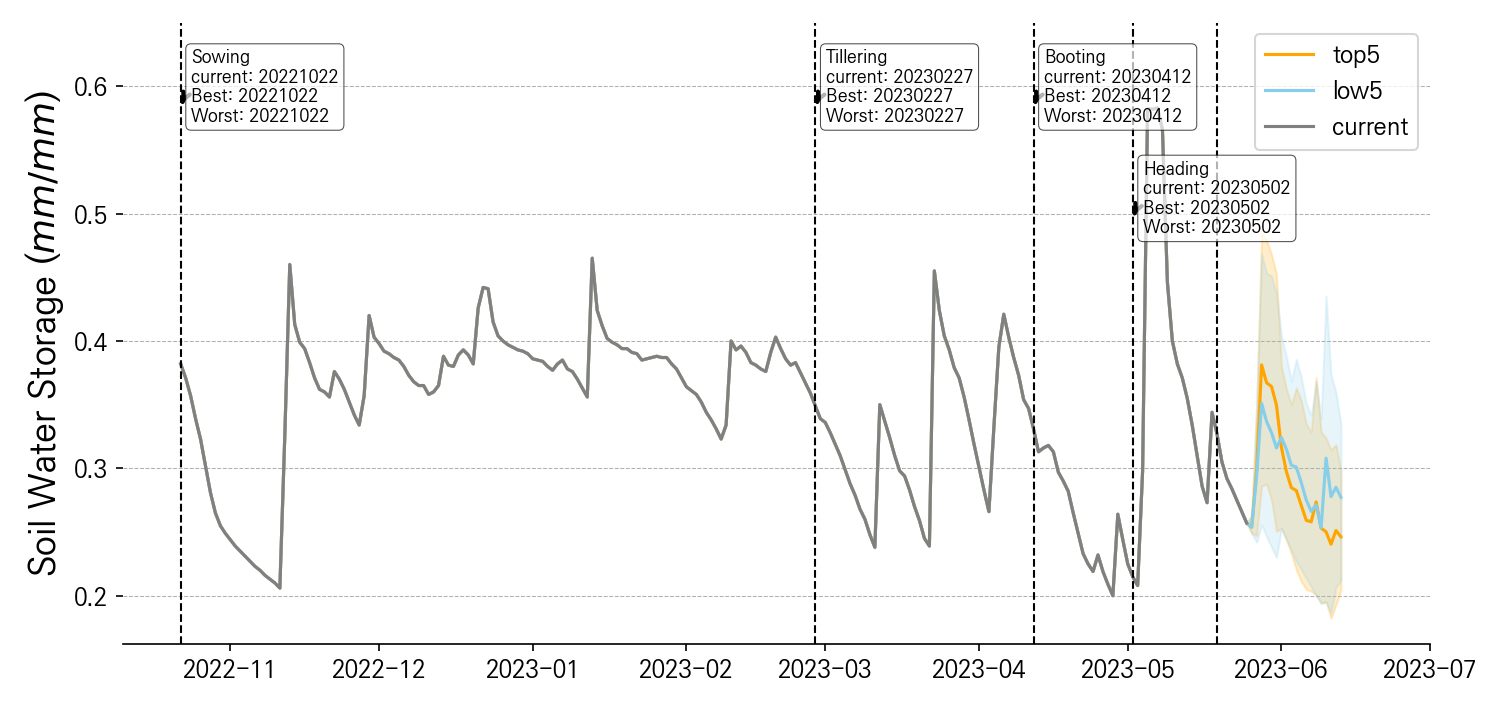 Sowing
current: 20221022
Best: 20221022
Worst: 20221022
Tillering
current: 20230227
Best: 20230227
Worst: 20230227
Booting
current: 20230412
Best: 20230412
Worst: 20230412
Heading
current: 20230502
Best: 20230502
Worst: 20230502
top5
low5
current
Soil Water Storage (mm/mm)
0.6
0.5
0.4
0.3
0.2
2022−11
2022−12
2023−01
2023−02
2023−03
2023−04
2023−05
2023−06
2023−07